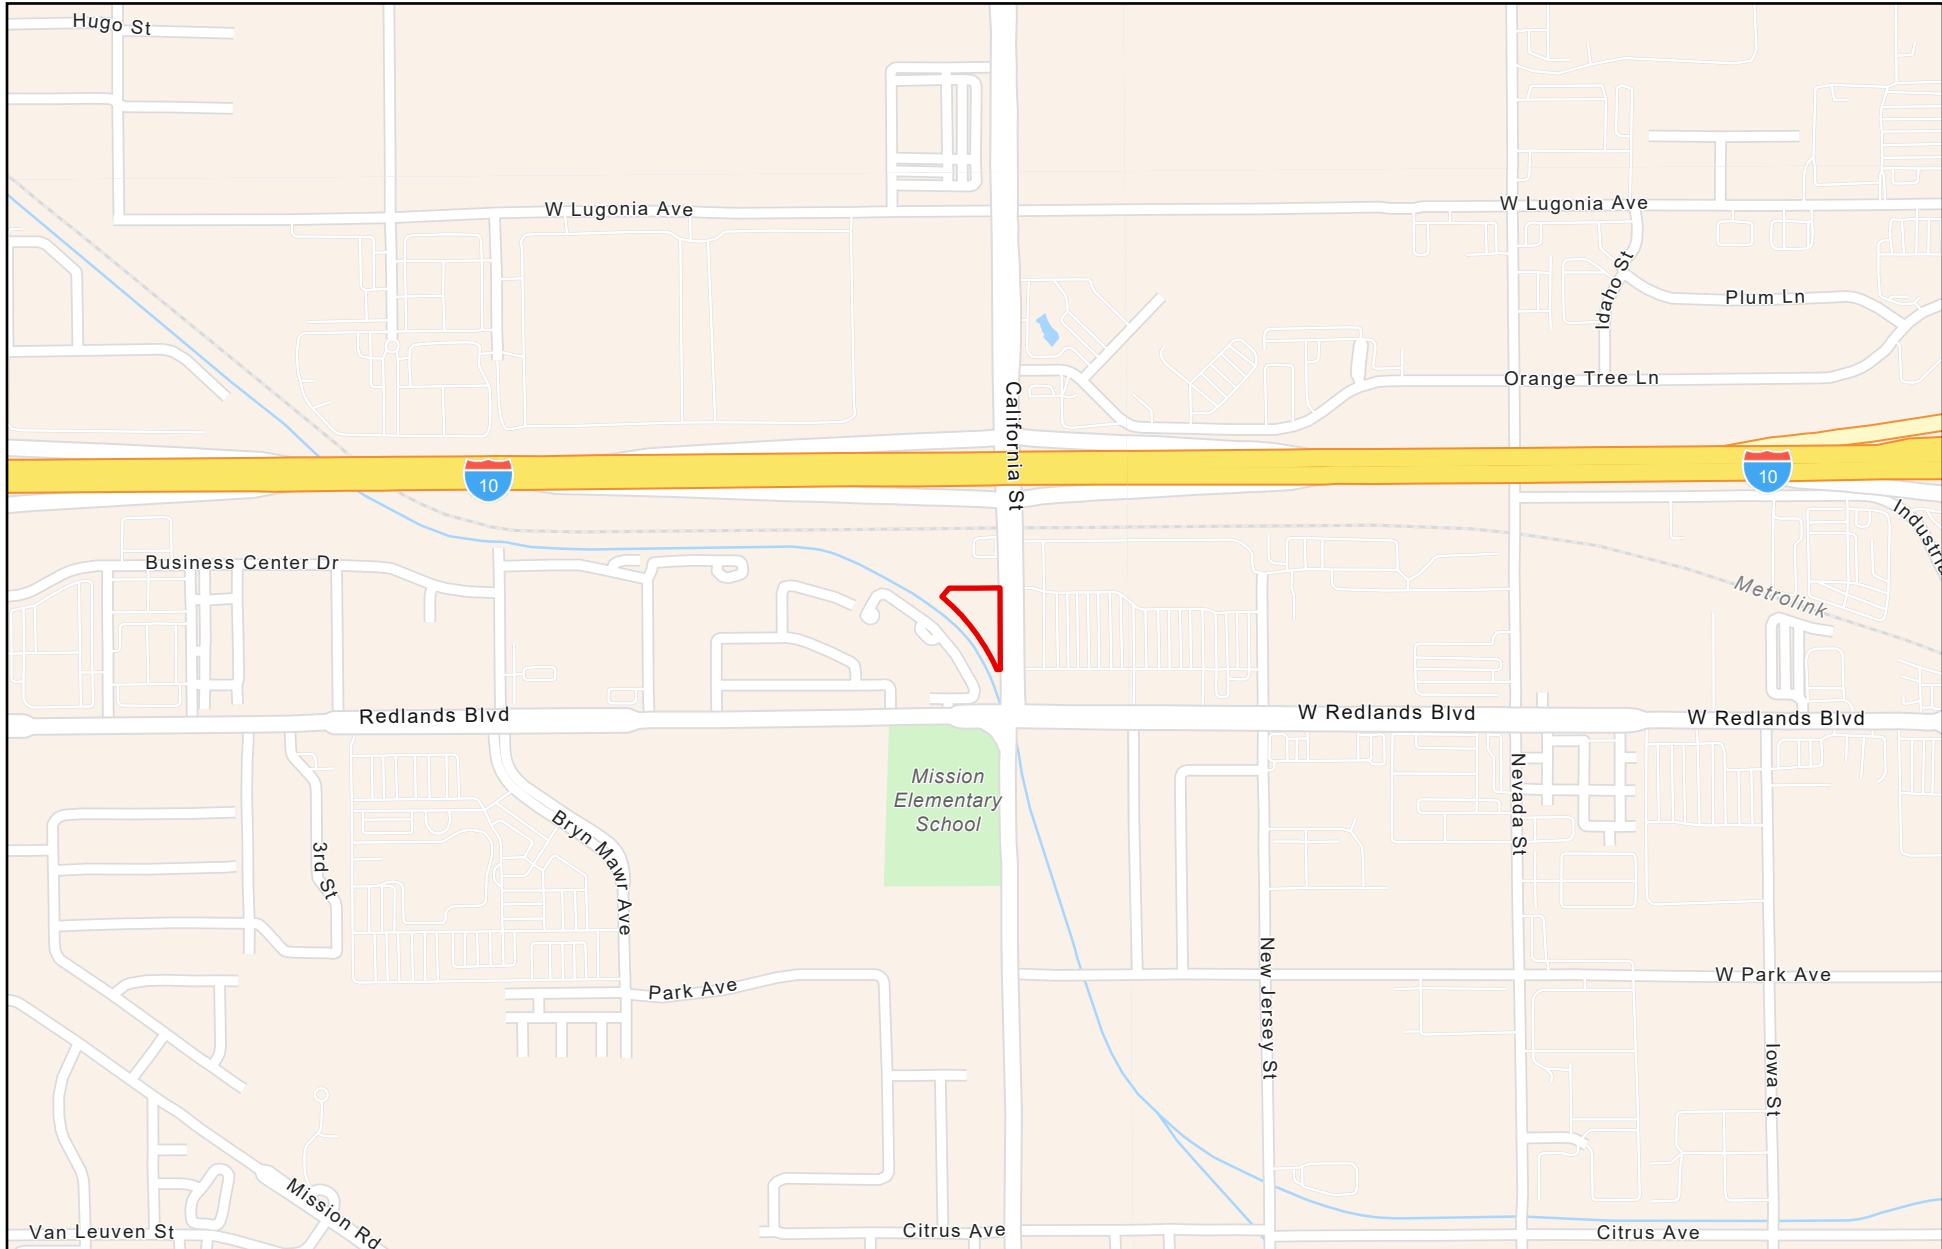 Hugo St
W Lugonia Ave
W Lugonia Ave
Idaho St
Plum Ln
Orange Tree Ln
California St
10
10
Industria
Business Center Dr
Metrolink
Redlands Blvd
W Redlands Blvd
W Redlands Blvd
Mission
Elementary
School
Nevada St
3rd St
Bryn Mawr Ave
New Jersey St
Park Ave
W Park Ave
Iowa St
Mission Rd
Van Leuven St
Citrus Ave
Citrus Ave